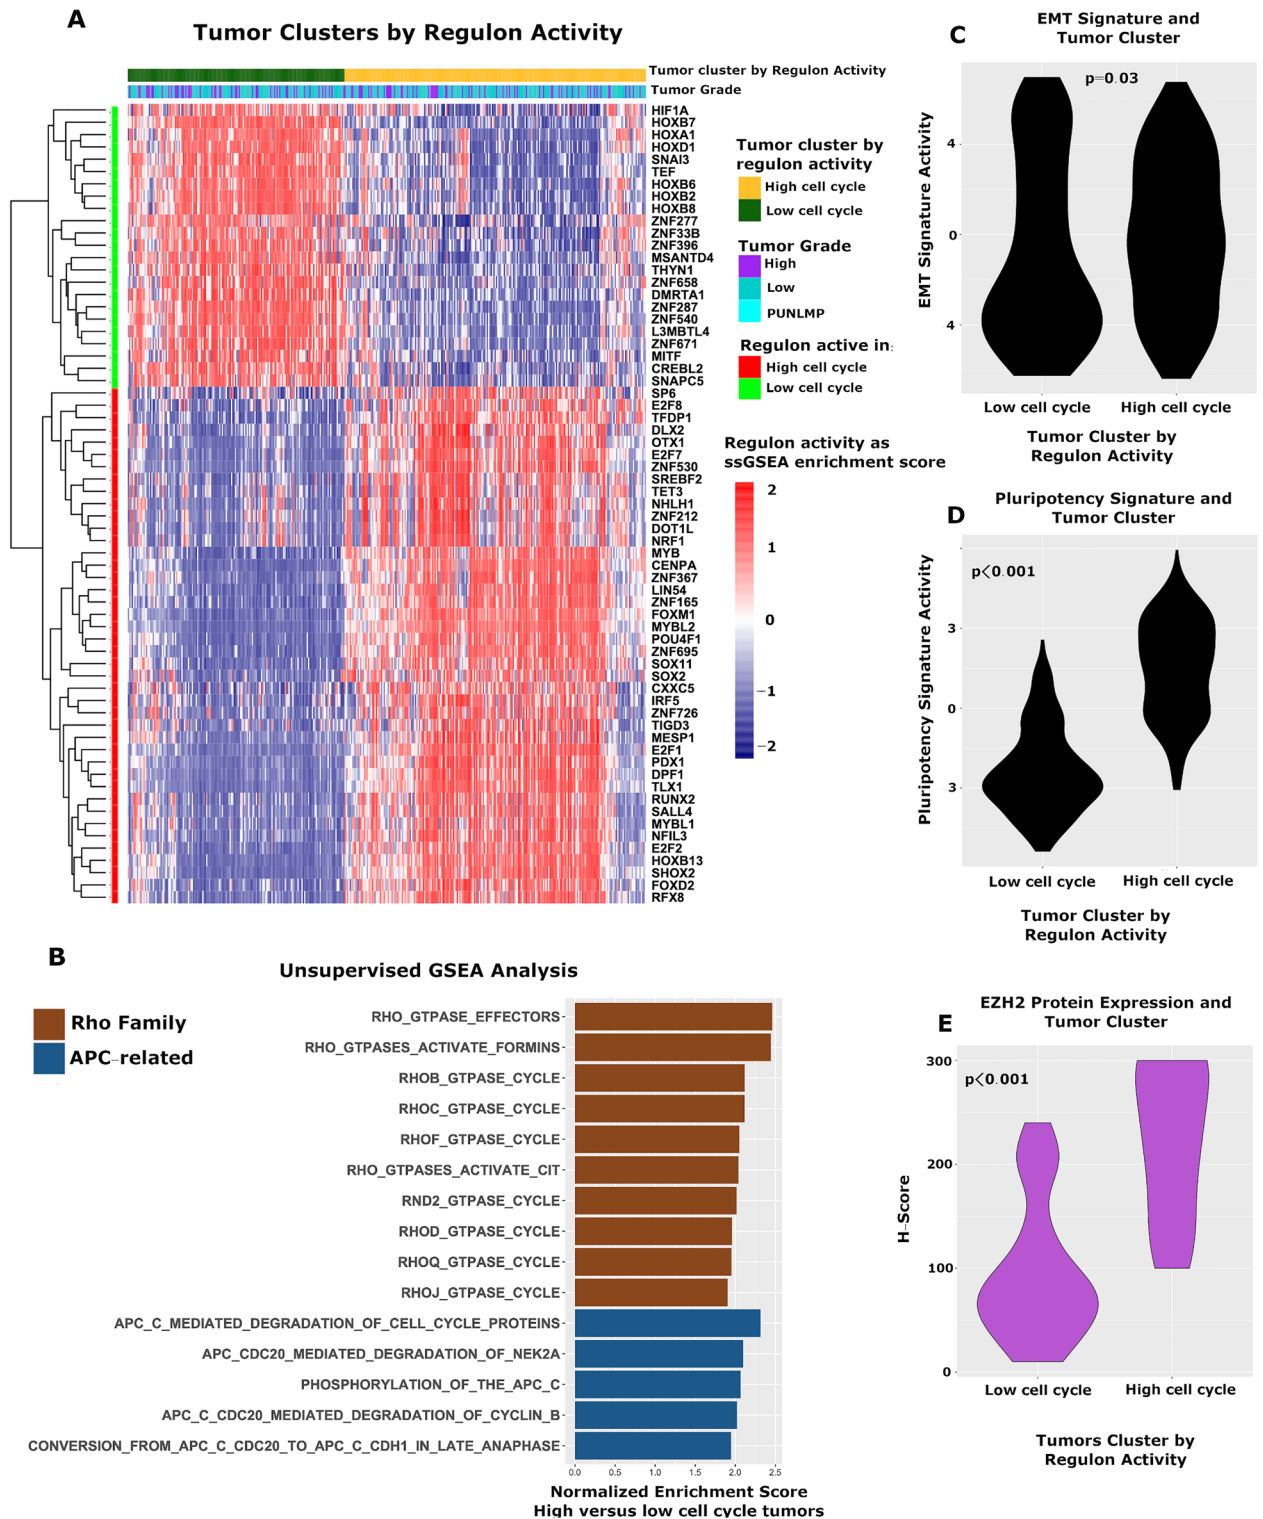 A
Tumor Clusters by Regulon Activity
Tumor cluster by Regulon Activity
Tumor Grade
HIF1A
HOXB7
HOXA1
HOXD1
SNAI3
TEF
HOXB6
HOXB2
HOXB8
ZNF277
ZNF33B
ZNF396
MSANTD4
THYN1
ZNF658
DMRTA1
ZNF287
ZNF540
L3MBTL4
ZNF671
MITF
CREBL2
SNAPC5
SP6
E2F8
TFDP1
DLX2
OTX1
E2F7
ZNF530
SREBF2
TET3
NHLH1
ZNF212
DOT1L
NRF1
MYB
CENPA
ZNF367
LIN54
ZNF165
FOXM1
MYBL2
POU4F1
ZNF695
SOX11
SOX2
CXXC5
IRF5
ZNF726
TIGD3
MESP1
E2F1
PDX1
DPF1
TLX1
RUNX2
SALL4
MYBL1
NFIL3
E2F2
HOXB13
SHOX2
FOXD2
RFX8
Tumor cluster by
regulon activity
High cell cycle
Low cell cycle
Tumor Grade
High
Low
PUNLMP
Regulon active in:
High cell cycle
Low cell cycle
Regulon activity as
ssGSEA enrichment score
2
1
0
−1
−2
B
Unsupervised GSEA Analysis
Rho Family
APC-related
RHO_GTPASE_EFFECTORS
RHO_GTPASES_ACTIVATE_FORMINS
RHOB_GTPASE_CYCLE
RHOC_GTPASE_CYCLE
RHOF_GTPASE_CYCLE
RHO_GTPASES_ACTIVATE_CIT
RND2_GTPASE_CYCLE
RHOD_GTPASE_CYCLE
RHOQ_GTPASE_CYCLE
RHOJ_GTPASE_CYCLE
APC_C_MEDIATED_DEGRADATION_OF_CELL_CYCLE_PROTEINS
APC_CDC20_MEDIATED_DEGRADATION_OF_NEK2A
PHOSPHORYLATION_OF_THE_APC_C
APC_C_CDC20_MEDIATED_DEGRADATION_OF_CYCLIN_B
CONVERSION_FROM_APC_C_CDC20_TO_APC_C_CDH1_IN_LATE_ANAPHASE
0.0 0.5 1.0 1.5 2.0 2.5
Normalized Enrichment Score
High versus low cell cycle tumors
C
EMT Signature and
Tumor Cluster
p=0.03
EMT Signature Activity
4
0
4
Low cell cycle High cell cycle
Tumor Cluster by
Regulon Activity
D
Pluripotency Signature and
Tumor Cluster
p<0.001
Pluripotency Signature Activity
3
0
3
Low cell cycle High cell cycle
Tumor Cluster by
Regulon Activity
E
EZH2 Protein Expression and
Tumor Cluster
p<0.001
H-Score
300
200
100
0
Low cell cycle High cell cycle
Tumors Cluster by
Regulon Activity